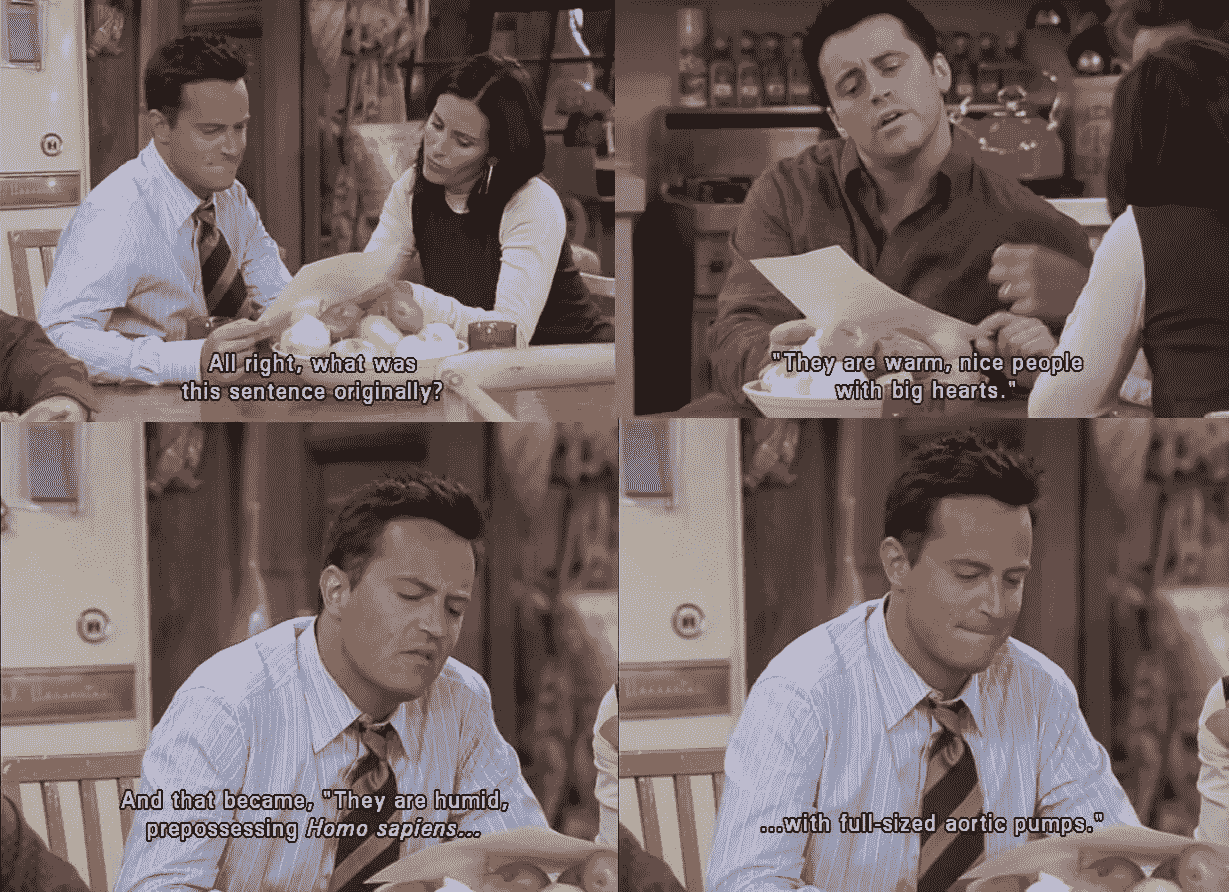 All right, what was
this sentence originally?
"They are warm, nice people
with big hearts."
And that became, "They are humid,
prepossessing Homo sapiens...
...with full-sized aortic pumps."